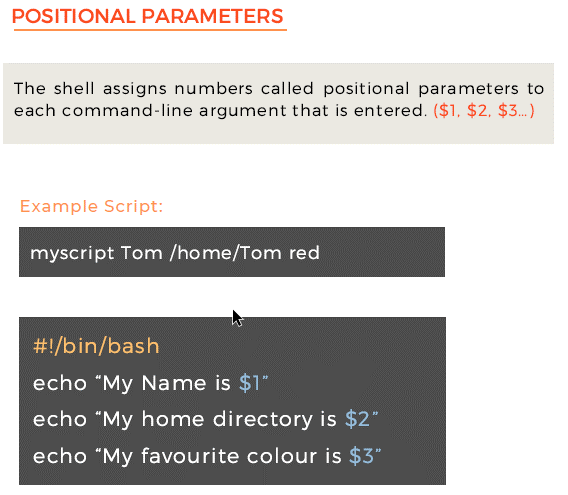 POSITIONAL PARAMETERS
The shell assigns numbers called positional parameters to
each command-line argument that is entered. ($1, $2, $3...)
Example Script:
myscript Tom /home/Tom red
#!/bin/bash
echo “My Name is $1”
echo “My home directory is $2”
echo “My favourite colour is $3”